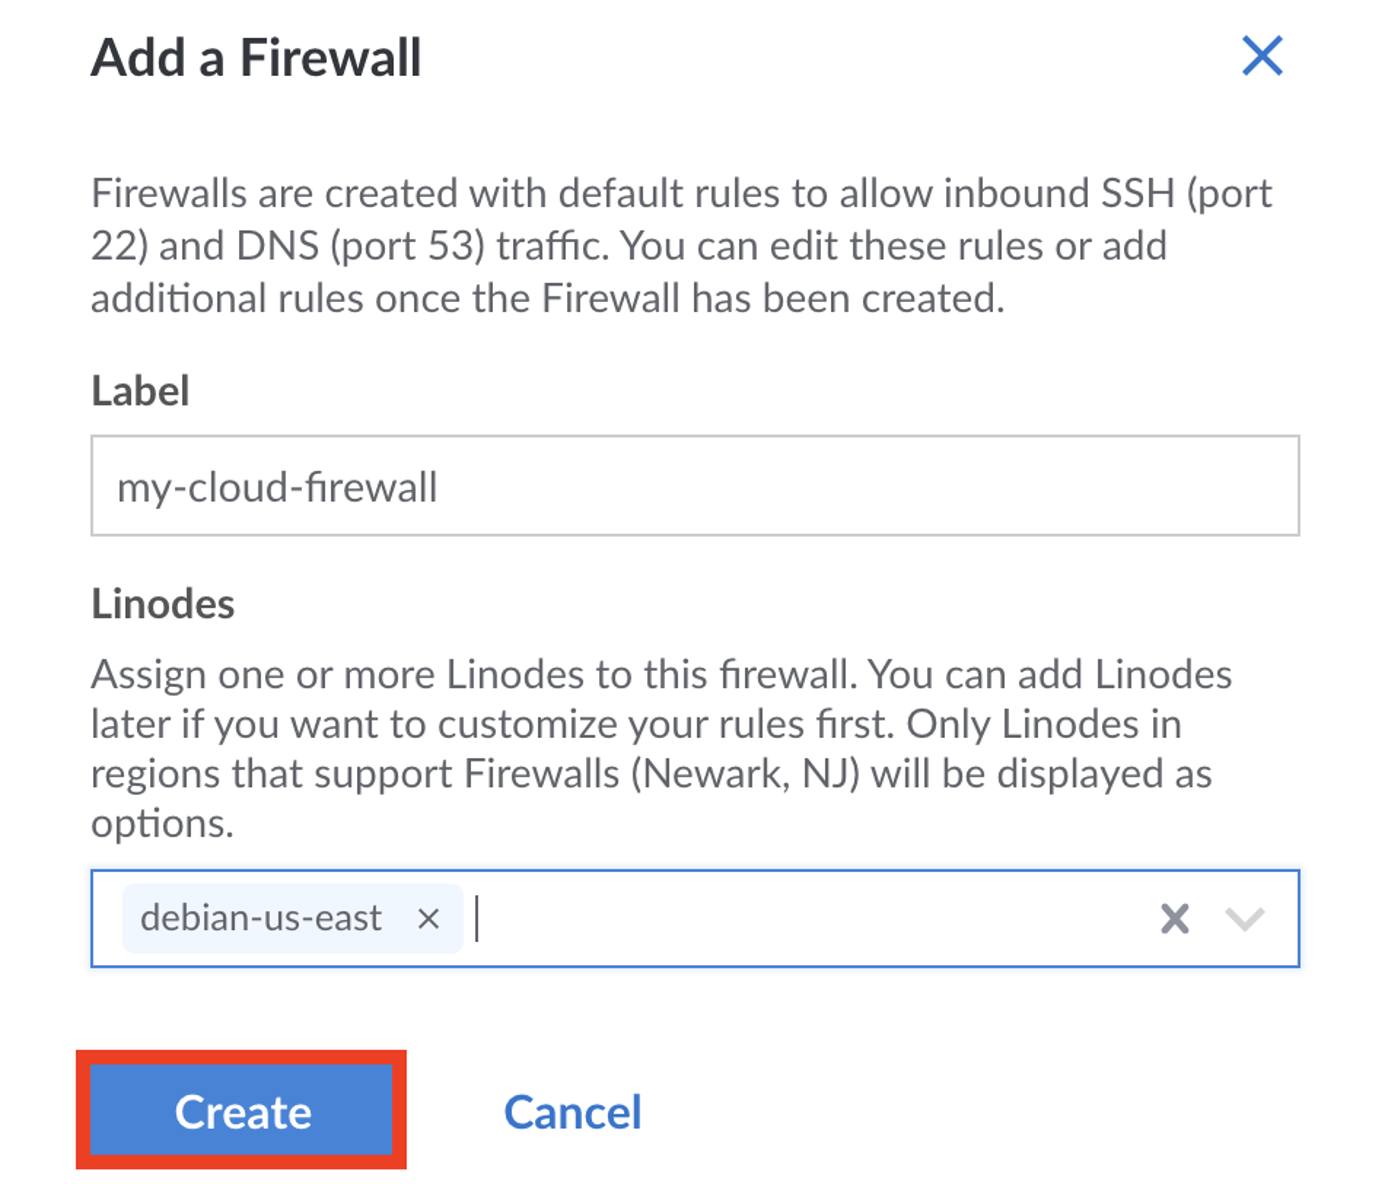 Add a Firewall
Firewalls are created with default rules to allow inbound SSH (port
22) and DNS (port 53) traffic. You can edit these rules or add
additional rules once the Firewall has been created.
Label
my-cloud-firewall
Linodes
Assign one or more Linodes to this firewall. You can add Linodes
later if you want to customize your rules first. Only Linodes in
regions that support Firewalls (Newark, NJ) will be displayed as
options.
debian-us-east
Create
Cancel